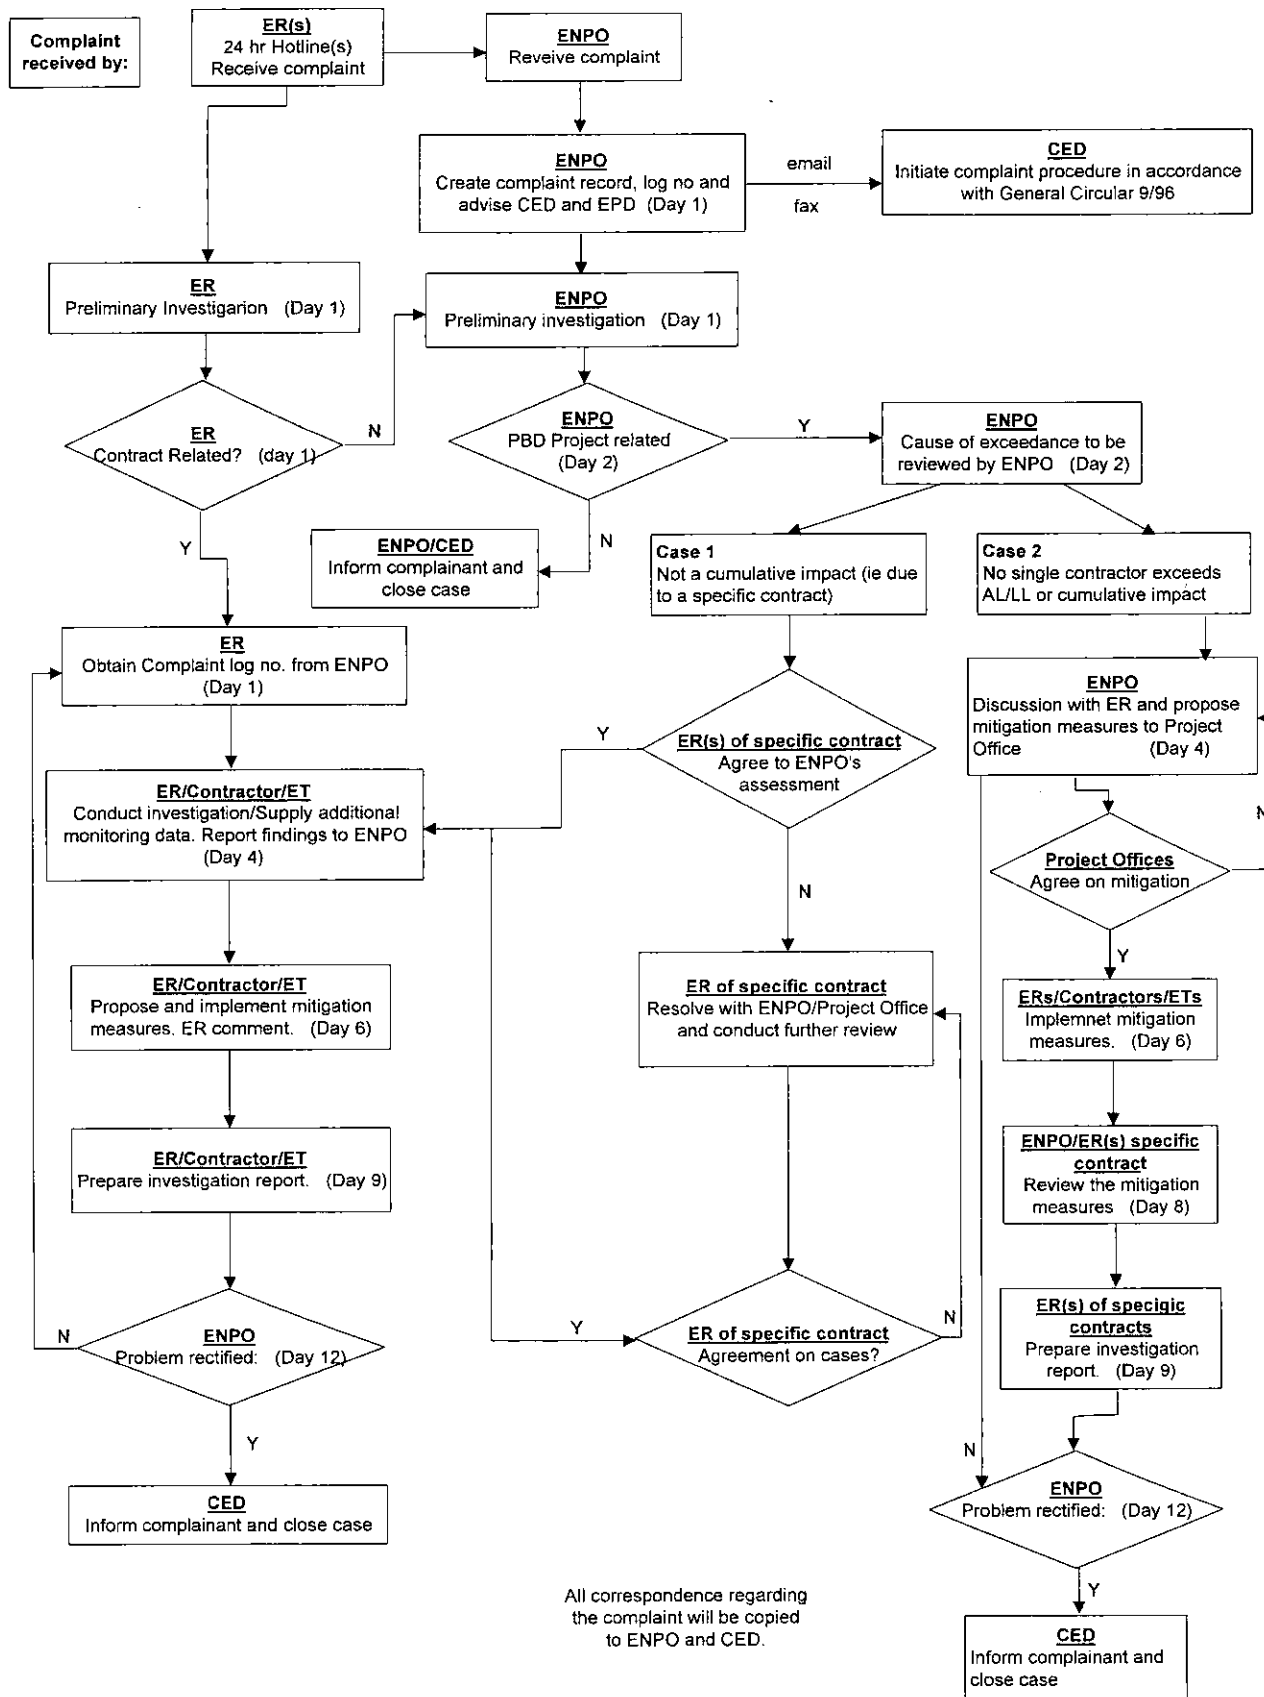 Complaint
received by:
ER(s)
24 hr Hotline(s)
Receive complaint
ENPO
Reveive complaint
ENPO
Create complaint record, log no and
advise CED and EPD (Day 1)
email
fax
CED
Initiate complaint procedure in accordance
with General Circular 9/96
ER
Preliminary Investigarion (Day 1)
ENPO
Preliminary investigation (Day 1)
ER
Contract Related? (day 1)
N
ENPO
PBD Project related
(Day 2)
Y
ENPO
Cause of exceedance to be
reviewed by ENPO (Day 2)
Y
N
ENPO/CED
Inform complainant and
close case
Case 1
Not a cumulative impact (ie due
to a specific contract)
Case 2
No single contractor exceeds
AL/LL or cumulative impact
ER
Obtain Complaint log no. from ENPO
(Day 1)
ENPO
Discussion with ER and propose
mitigation measures to Project
Office (Day 4)
Y
ER(s) of specific contract
Agree to ENPO's
assessment
ER/Contractor/ET
Conduct investigation/Supply additional
monitoring data. Report findings to ENPO
(Day 4)
N
Project Offices
Agree on mitigation
N
Y
ER/Contractor/ET
Propose and implement mitigation
measures. ER comment. (Day 6)
ER of specific contract
Resolve with ENPO/Project Office
and conduct further review
ERs/Contractors/ETs
Implemnet mitigation
measures. (Day 6)
ER/Contractor/ET
Prepare investigation report. (Day 9)
ENPO/ER(s) specific
contract
Review the mitigation
measures (Day 8)
ER(s) of specigic
contracts
Prepare investigation
report. (Day 9)
N
ENPO
Problem rectified: (Day 12)
Y
ER of specific contract
Agreement on cases?
N
Y
N
ENPO
Problem rectified: (Day 12)
CED
Inform complainant and close case
Y
All correspondence regarding
the complaint will be copied
to ENPO and CED.
CED
Inform complainant and
close case